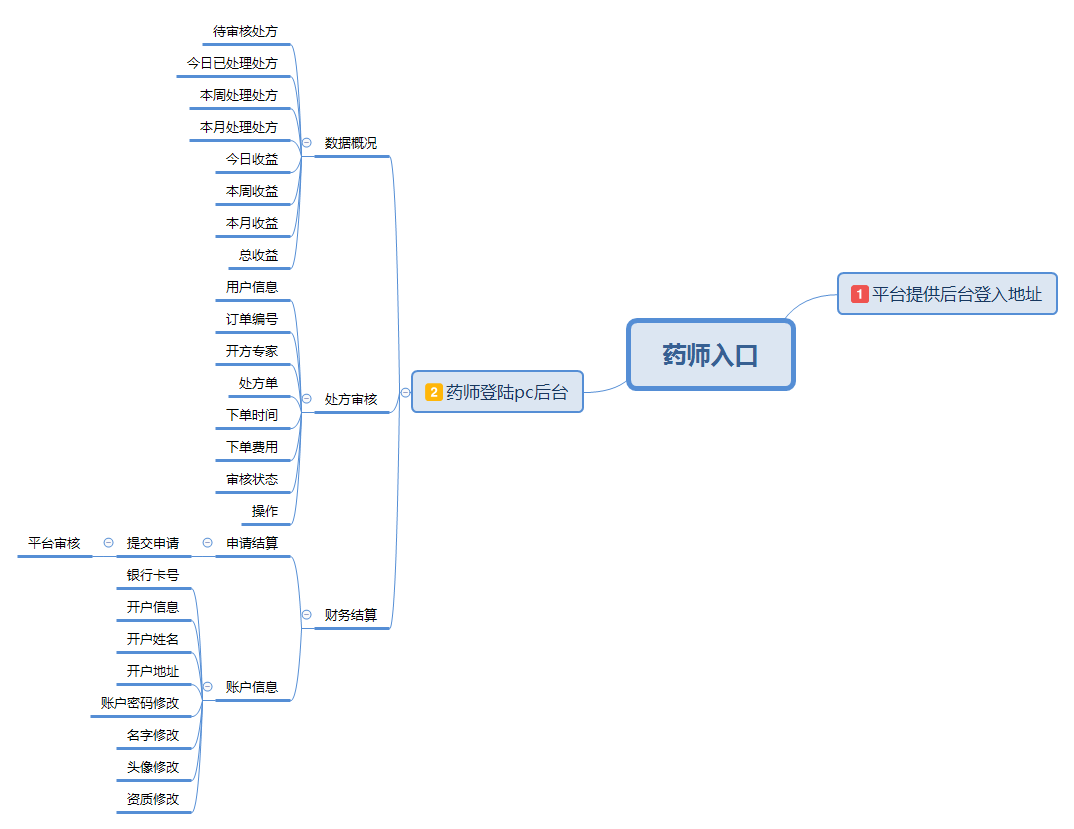 待审核处方
今日已处理处方
本周处理处方
本月处理处方
数据概况
今日收益
本周收益
本月收益
总收益
用户信息
订单编号
开方专家
处方单
处方审核
下单时间
下单费用
审核状态
操作
平台审核
提交申请
申请结算
银行卡号
开户信息
财务结算
开户姓名
开户地址
账户信息
账户密码修改
名字修改
头像修改
资质修改
2 药师登陆pc后台
药师入口
1 平台提供后台登入地址